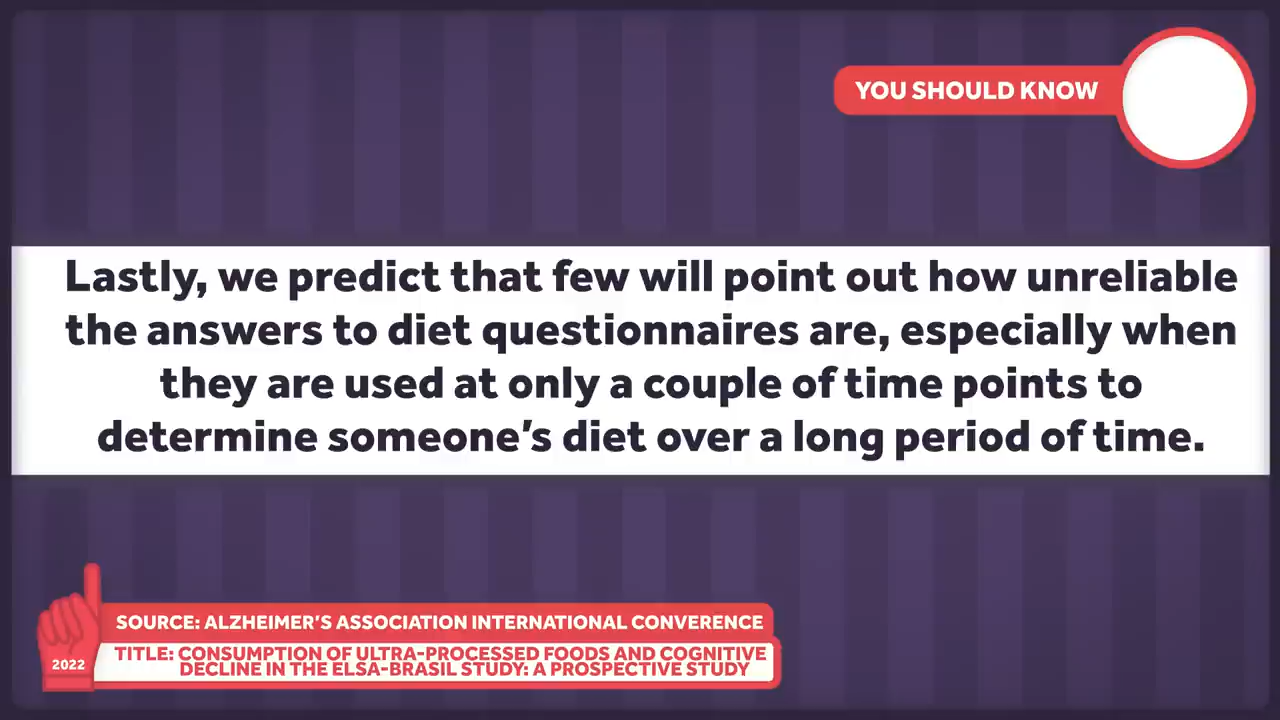 YOU SHOULD KNOW
Lastly, we predict that few will point out how unreliable
the answers to diet questionnaires are, especially when
they are used at only a couple of time points to
determine someone’s diet over a long period of time.
SOURCE: ALZHEIMER’S ASSOCIATION INTERNATIONAL CONVERENCE
TITLE: CONSUMPTION OF ULTRA-PROCESSED FOODS AND COGNITIVE
DECLINE IN THE ELSA-BRASIL STUDY: A PROSPECTIVE STUDY
2022